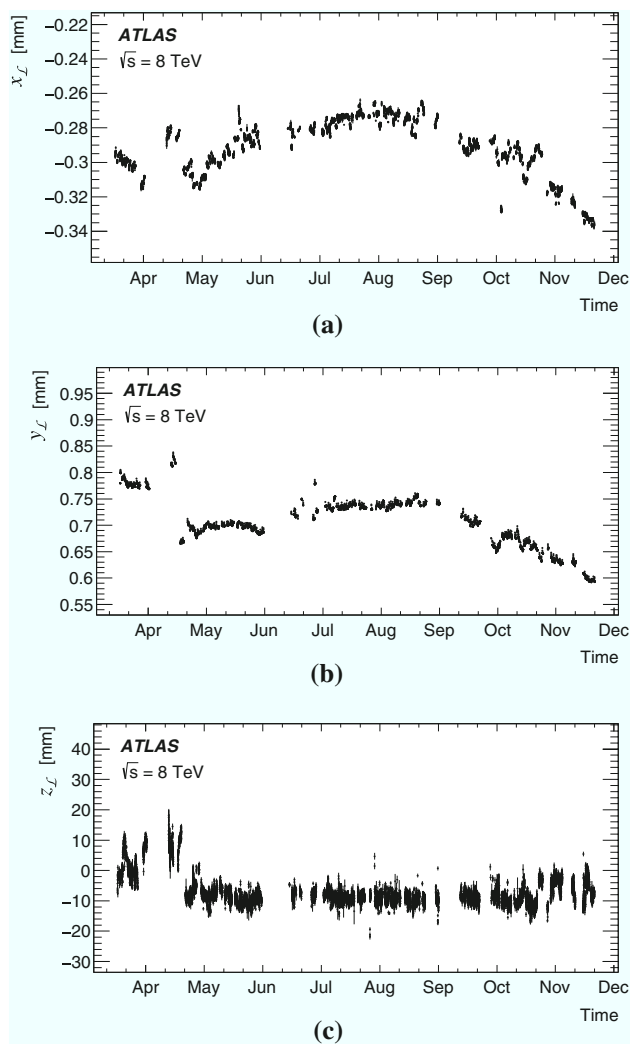 x_ℒ [mm]
ATLAS
√s = 8 TeV
−0.22
−0.24
−0.26
−0.28
−0.3
−0.32
−0.34
Apr May Jun Jul Aug Sep Oct Nov Dec
Time
(a)
y_ℒ [mm]
ATLAS
√s = 8 TeV
0.95
0.9
0.85
0.8
0.75
0.7
0.65
0.6
0.55
Apr May Jun Jul Aug Sep Oct Nov Dec
Time
(b)
z_ℒ [mm]
ATLAS
√s = 8 TeV
40
30
20
10
0
−10
−20
−30
Apr May Jun Jul Aug Sep Oct Nov Dec
Time
(c)